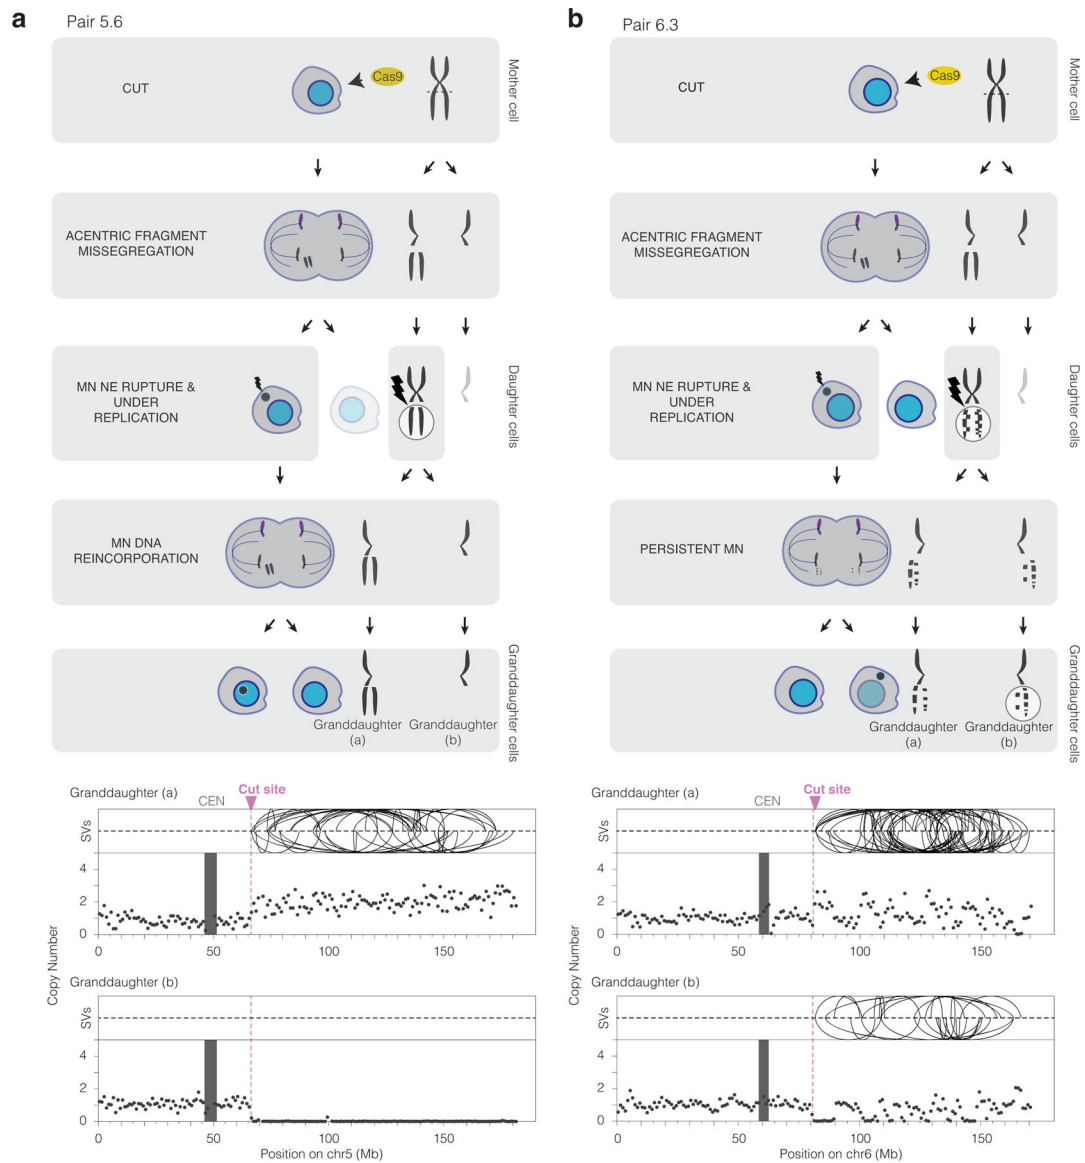 a
Pair 5.6
CUT
Cas9
Mother cell
ACENTRIC FRAGMENT
MISSEGREGATION
MN NE RUPTURE &
UNDER
REPLICATION
Daughter cells
MN DNA
REINCORPORATION
Granddaughter
(a)
Granddaughter
(b)
Granddaughter cells
Granddaughter (a)
CEN
Cut site
SVs
4
2
0
0
50
100
150
Copy Number
Granddaughter (b)
SVs
4
2
0
0
50
100
150
Position on chr5 (Mb)
b
Pair 6.3
CUT
Cas9
Mother cell
ACENTRIC FRAGMENT
MISSEGREGATION
MN NE RUPTURE &
UNDER
REPLICATION
Daughter cells
PERSISTENT MN
Granddaughter
(a)
Granddaughter
(b)
Granddaughter cells
Granddaughter (a)
CEN
Cut site
SVs
4
2
0
0
50
100
150
Copy Number
Granddaughter (b)
SVs
4
2
0
0
50
100
150
Position on chr6 (Mb)